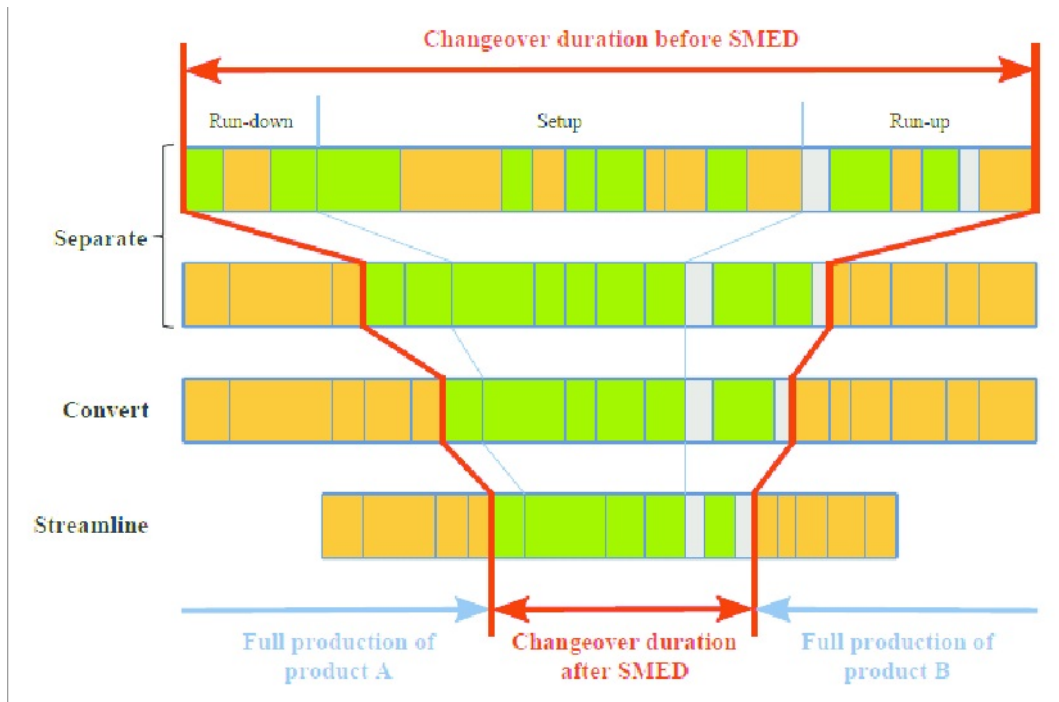 Changeover duration before SMED
Run-down
Setup
Run-up
Separate
Convert
Streamline
Full production of
product A
Changeover duration
after SMED
Full production of
product B